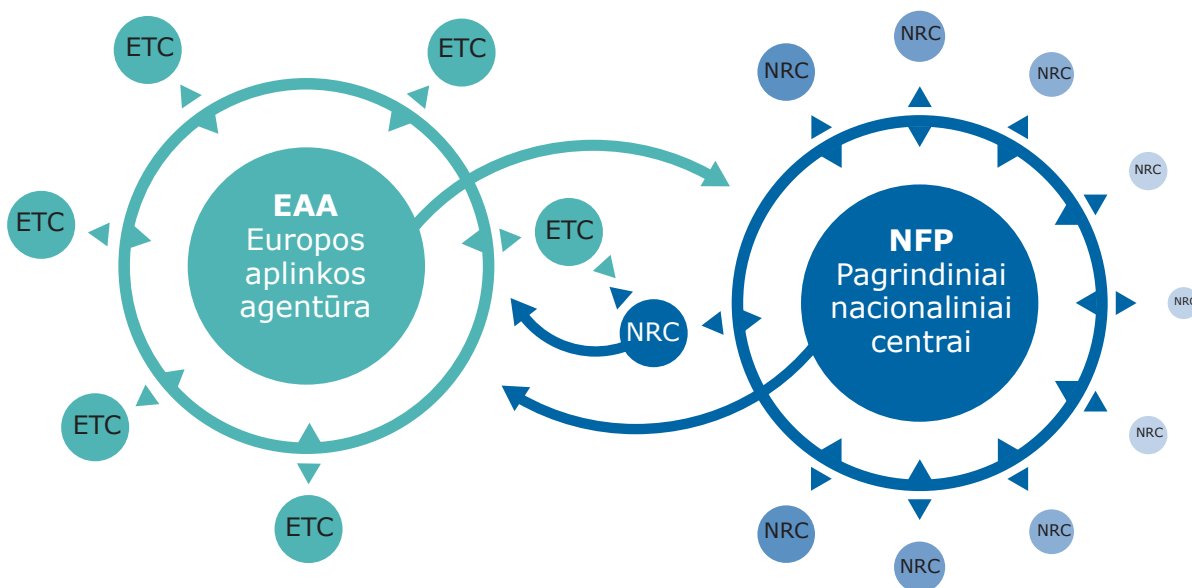 ETC
ETC
ETC
ETC
ETC
ETC
EAA
Europos
aplinkos
agentūra
NRC
NFP
Pagrindiniai
nacionaliniai
centrai
NRC
NRC
NRC
NRC
NRC
NRC
NRC
NRC
NRC